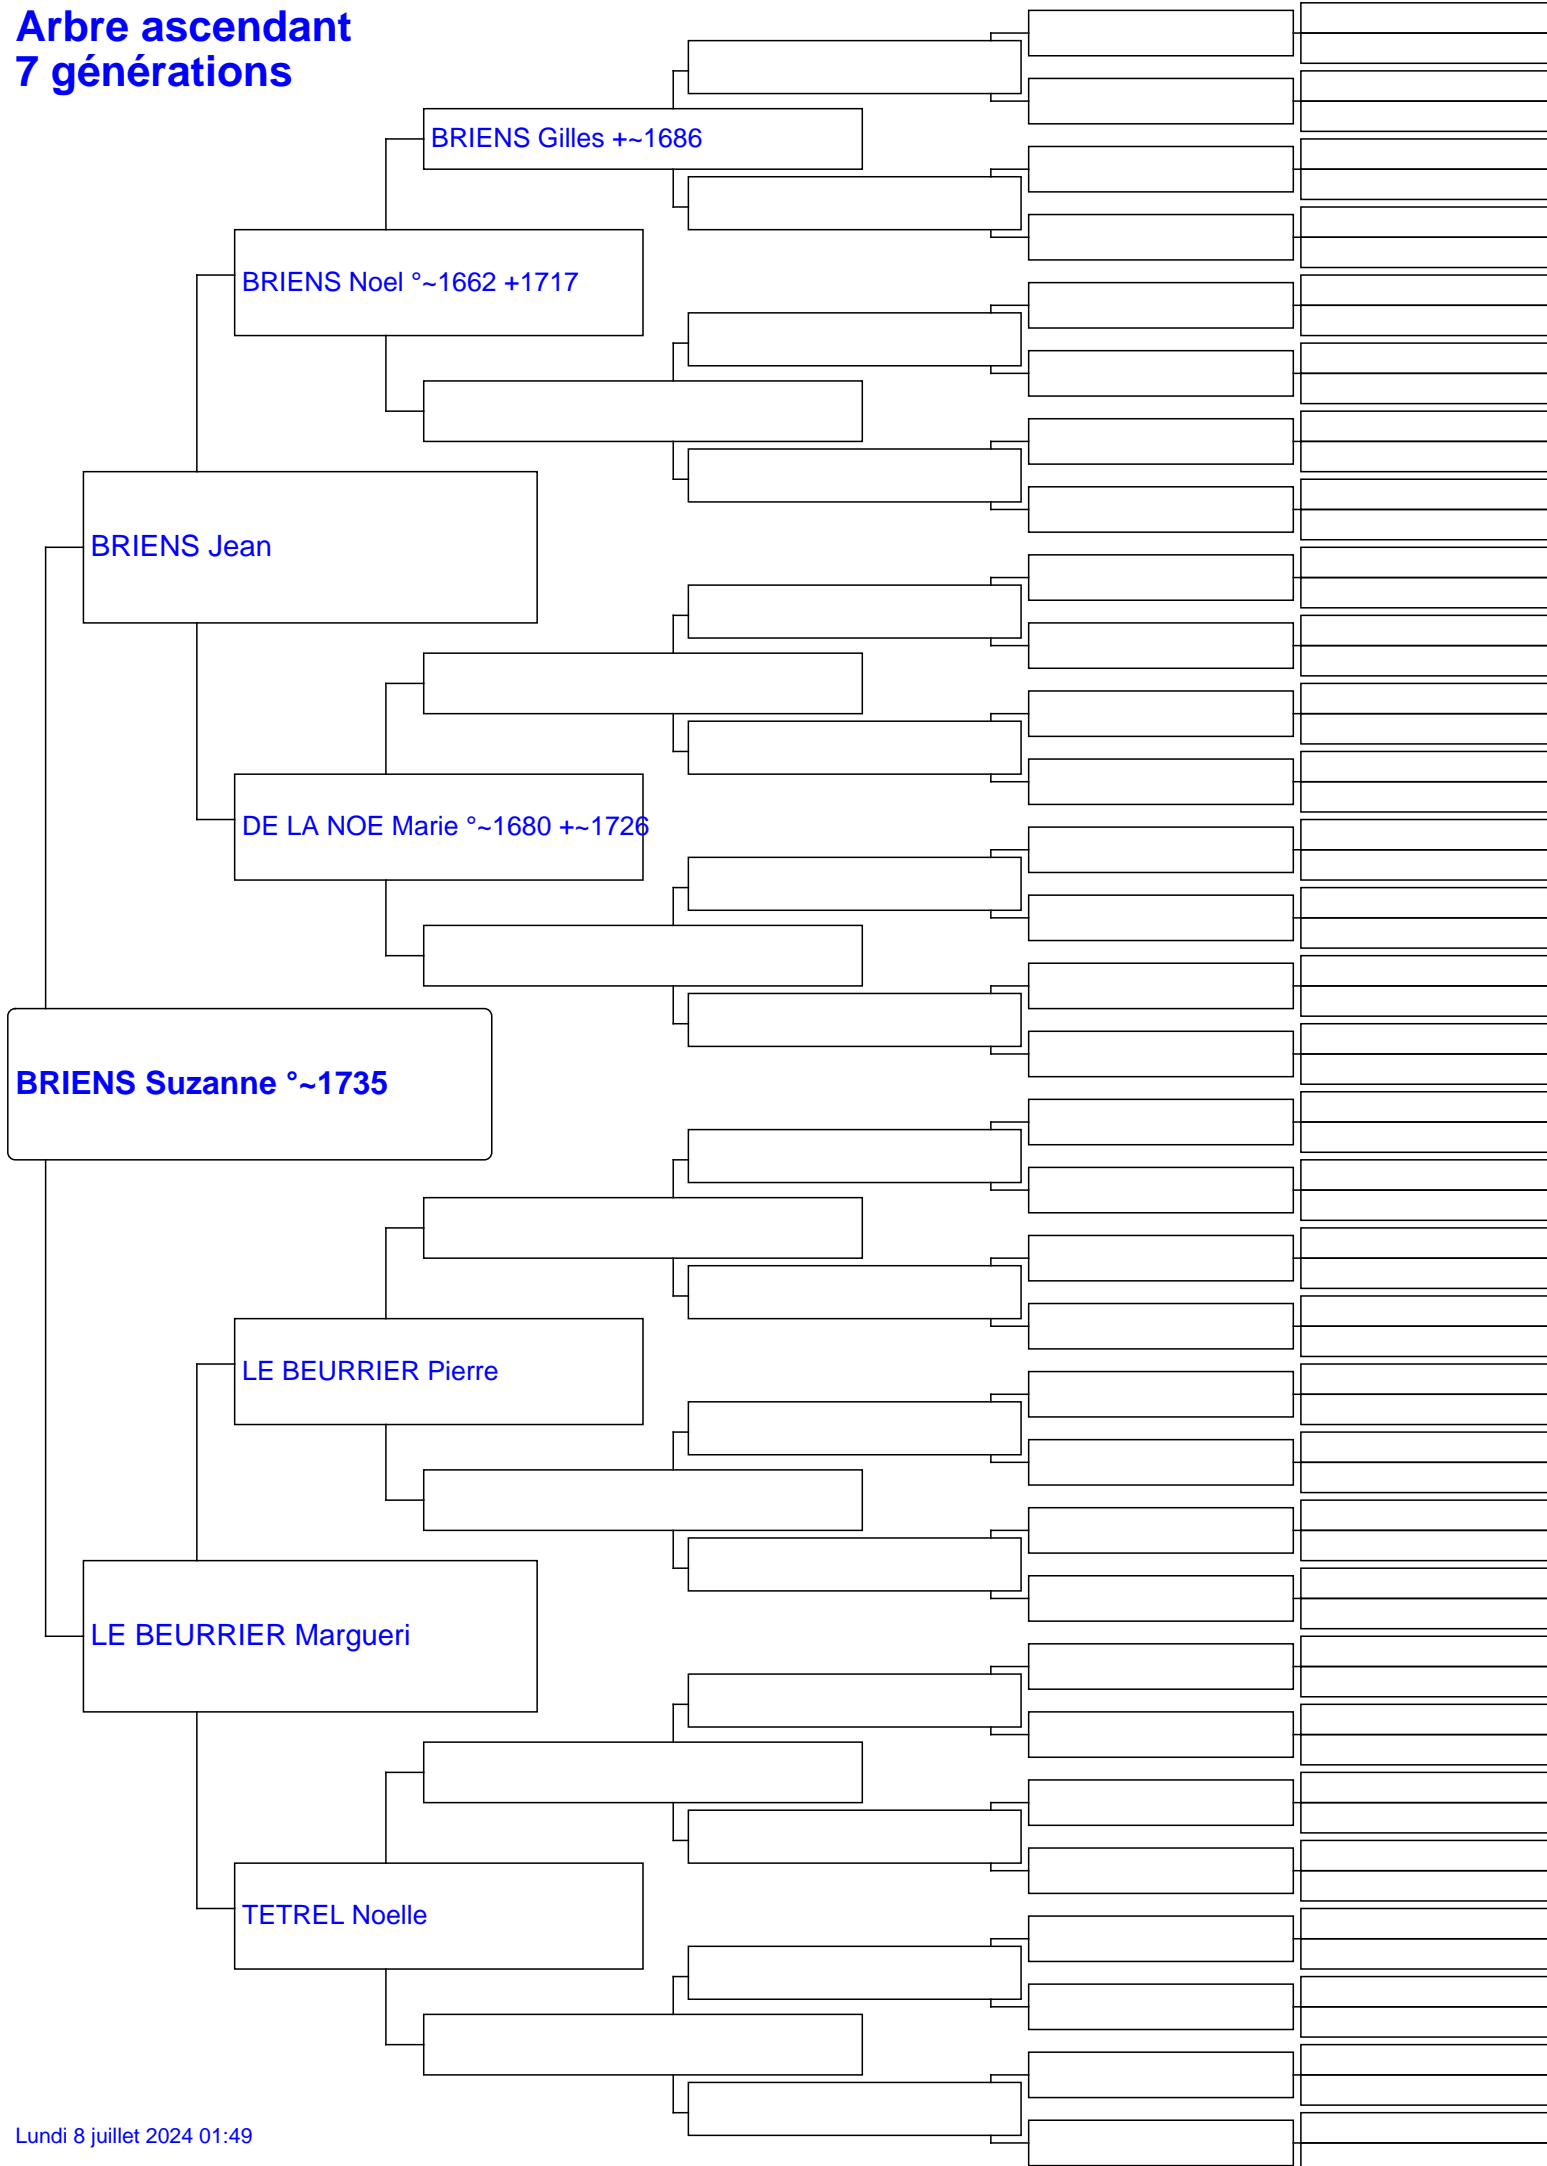 Arbre ascendant
7 générations
BRIENS Gilles +~1686
BRIENS Noel °~1662 +1717
BRIENS Jean
DE LA NOE Marie °~1680 +~1726
BRIENS Suzanne °~1735
LE BEURRIER Pierre
LE BEURRIER Margueri
TETREL Noelle
Lundi 8 juillet 2024 01:49